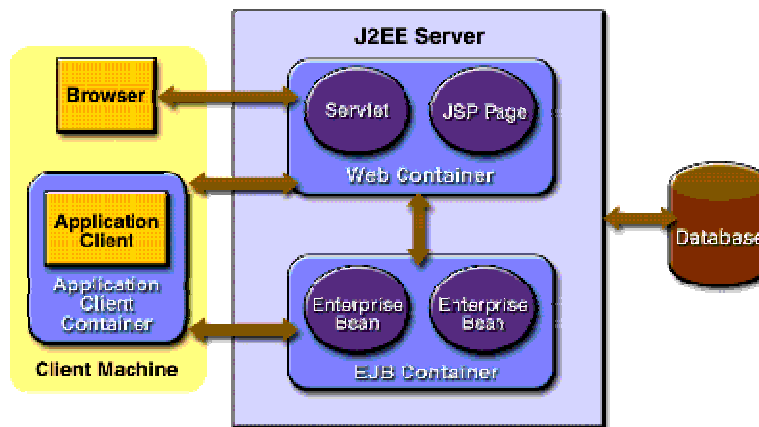 J2EE Server
Browser
Servlet
JSP Page
Web Container
Application
Client
Application
Client
Container
Client Machine
Enterprise
Bean
Enterprise
Bean
EJB Container
Database